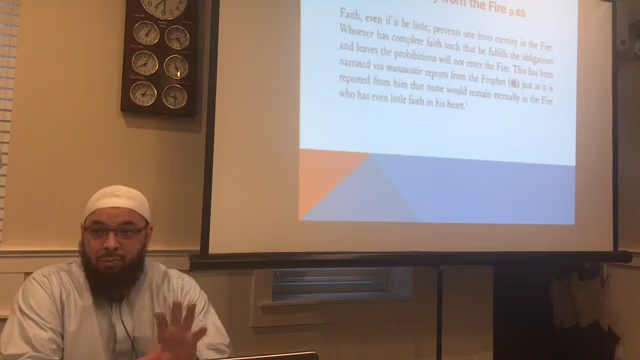 from the Fire p.65
Faith, even if it be little, prevents one from eternity in the Fire.
Whoever has complete faith such that he fulfills the obligations
and leaves the prohibitions will not enter the Fire. This has been
narrated via mutawatir reports from the Prophet (ﷺ) just as it is
reported from him that none would remain eternally in the Fire
who has even little faith in his heart.